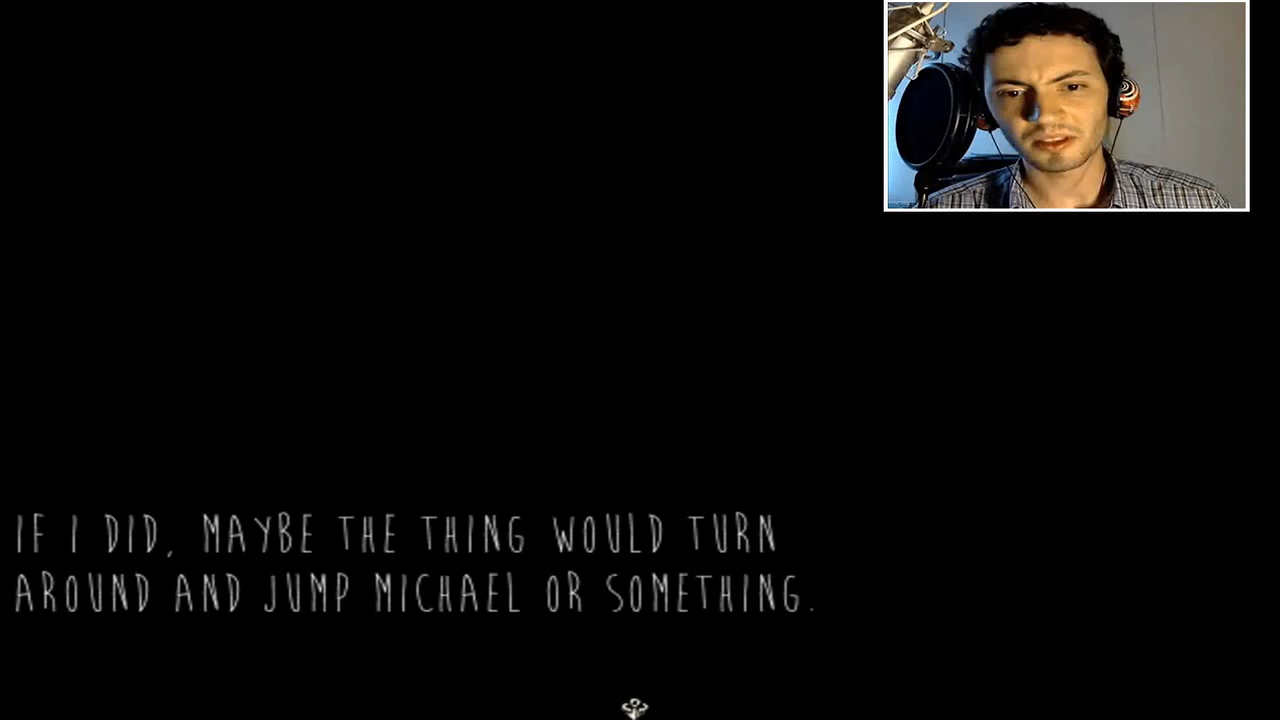 IF I DID, MAYBE THE THING WOULD TURN
AROUND AND JUMP MICHAEL OR SOMETHING.